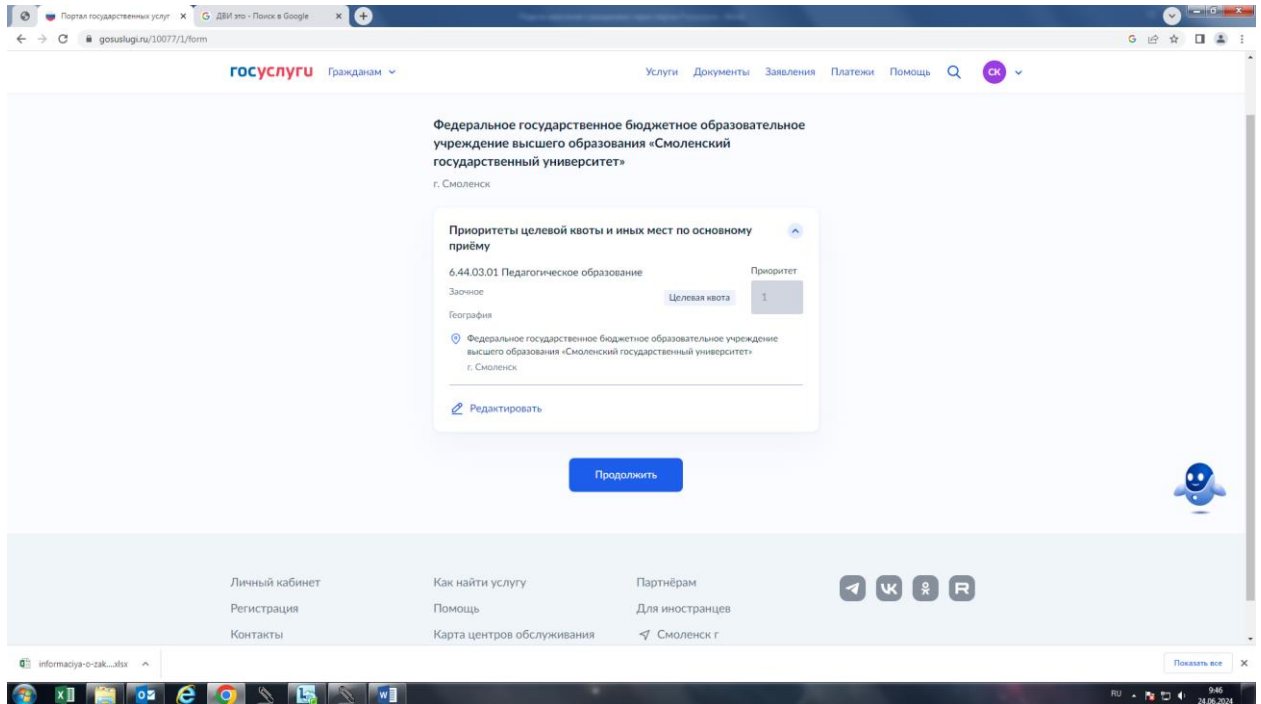 Портал государственных услуг
G ДВИ это - Поиск в Google
gosuslugi.ru/10077/1/form
госуслуги Гражданам Услуги Документы Заявления Платежи Помощь СК
Федеральное государственное бюджетное образовательное
учреждение высшего образования «Смоленский
государственный университет»
г. Смоленск
Приоритеты целевой квоты и иных мест по основному
приёму
6.44.03.01 Педагогическое образование Приоритет
Заочное Целевая квота 1
География
Федеральное государственное бюджетное образовательное учреждение
высшего образования «Смоленский государственный университет»
г. Смоленск
Редактировать
Продолжить
Личный кабинет Как найти услугу Партнёрам
Регистрация Помощь Для иностранцев
Контакты Карта центров обслуживания Смоленск г
informaciya-o-zak....xlsx Показать все
RU 9:46
24.06.2024